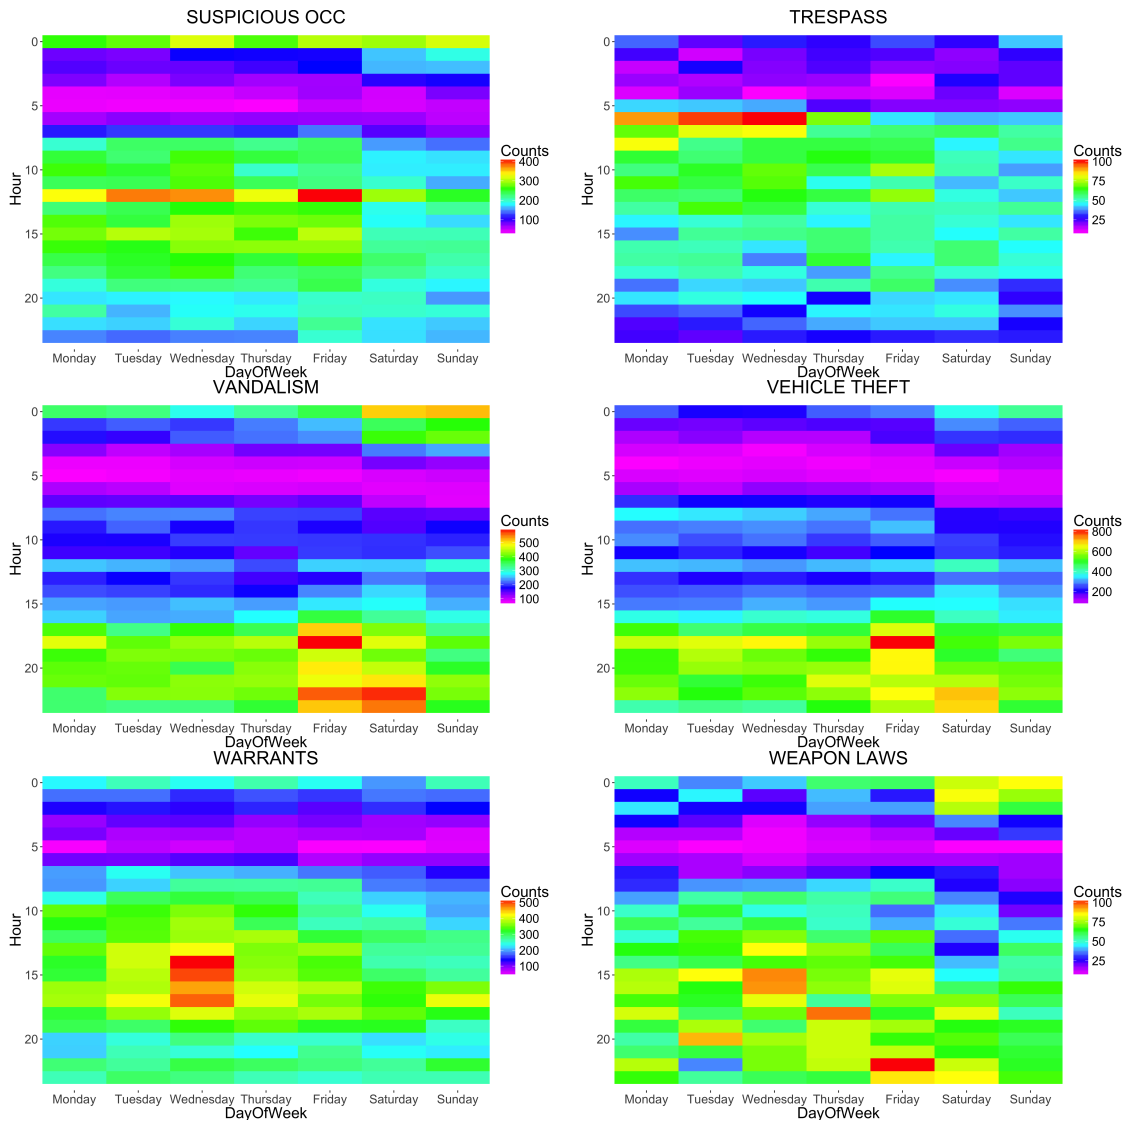 SUSPICIOUS OCC
0
5
10
15
20
Hour
Monday Tuesday Wednesday Thursday Friday Saturday Sunday
DayOfWeek
Counts
400
300
200
100
TRESPASS
0
5
10
15
20
Hour
Monday Tuesday Wednesday Thursday Friday Saturday Sunday
DayOfWeek
Counts
100
75
50
25
VANDALISM
0
5
10
15
20
Hour
Monday Tuesday Wednesday Thursday Friday Saturday Sunday
DayOfWeek
Counts
500
400
300
200
100
VEHICLE THEFT
0
5
10
15
20
Hour
Monday Tuesday Wednesday Thursday Friday Saturday Sunday
DayOfWeek
Counts
800
600
400
200
WARRANTS
0
5
10
15
20
Hour
Monday Tuesday Wednesday Thursday Friday Saturday Sunday
DayOfWeek
Counts
500
400
300
200
100
WEAPON LAWS
0
5
10
15
20
Hour
Monday Tuesday Wednesday Thursday Friday Saturday Sunday
DayOfWeek
Counts
100
75
50
25